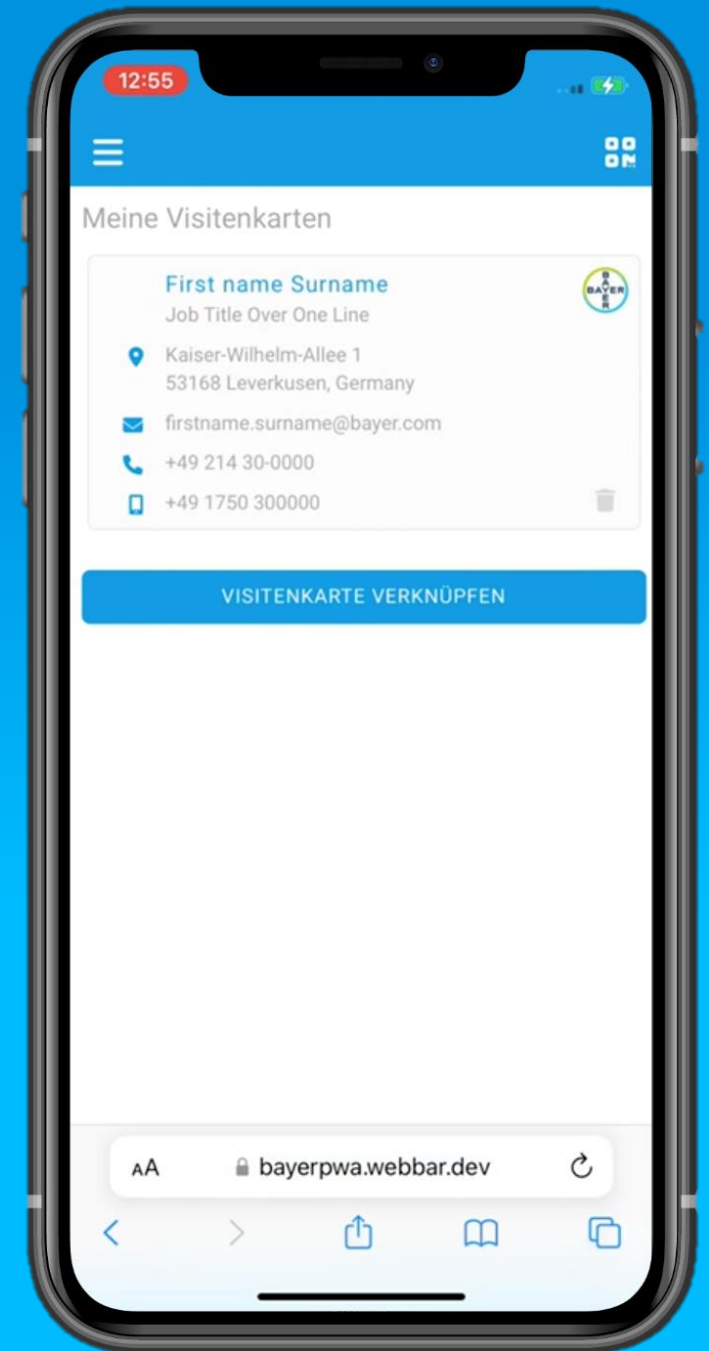 12:55
Meine Visitenkarten
First name Surname
Job Title Over One Line
BAYER
BAYER
Kaiser-Wilhelm-Allee 1
53168 Leverkusen, Germany
firstname.surname@bayer.com
+49 214 30-0000
+49 1750 300000
VISITENKARTE VERKNÜPFEN
AA
bayerpwa.webbar.dev